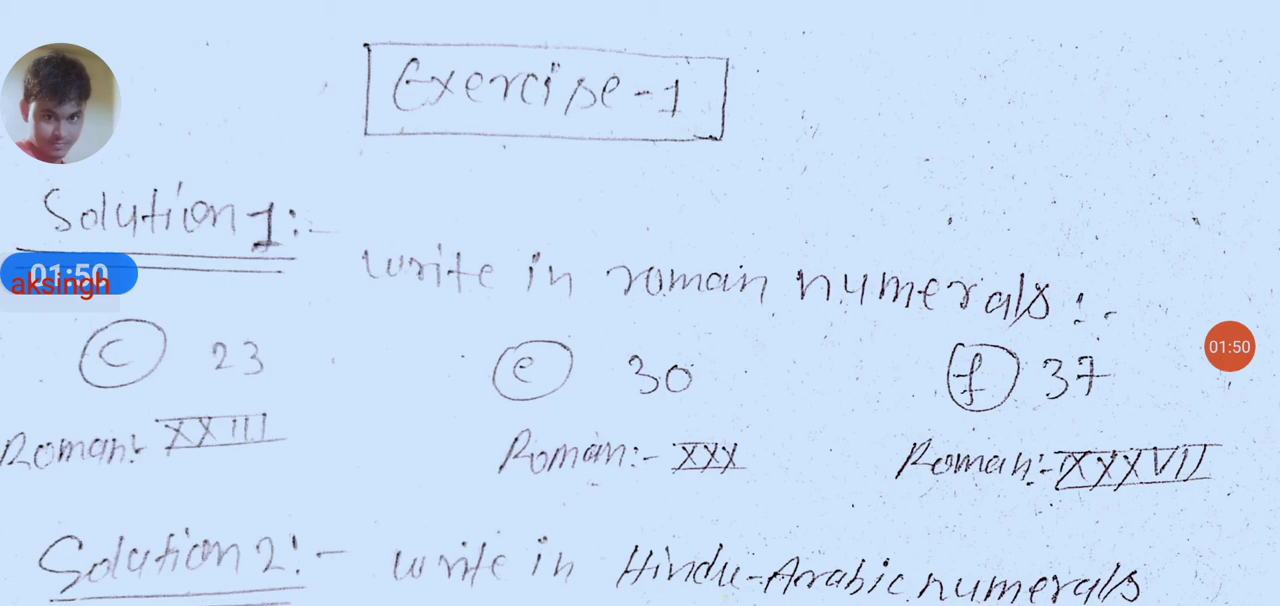 Exercise-1
Solution 1:-
01:50
aksingh
write in roman numerals:-
01:50
c 23 e 30 f 37
Roman:- XXIII Roman:- XXX Roman:- XXXVII
Solution 2:- write in Hindu-Arabic numerals